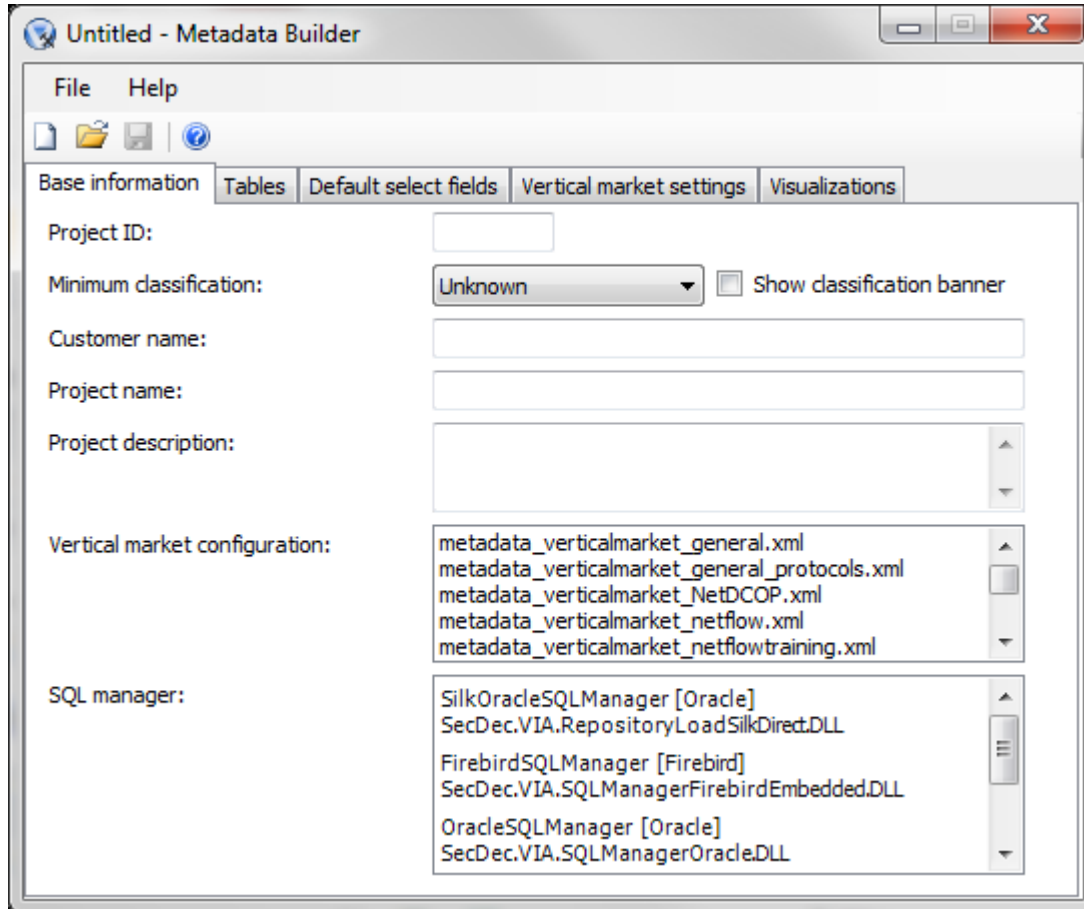 Untitled - Metadata Builder
File Help
Base information Tables Default select fields Vertical market settings Visualizations
Project ID:
Minimum classification: Unknown Show classification banner
Customer name:
Project name:
Project description:
Vertical market configuration: metadata_verticalmarket_general.xml
metadata_verticalmarket_general_protocols.xml
metadata_verticalmarket_NetDCOP.xml
metadata_verticalmarket_netflow.xml
metadata_verticalmarket_netflowtraining.xml
SQL manager: SilkOracleSQLManager [Oracle]
SecDec.VIA.RepositoryLoadSilkDirect.DLL
FirebirdSQLManager [Firebird]
SecDec.VIA.SQLManagerFirebirdEmbedded.DLL
OracleSQLManager [Oracle]
SecDec.VIA.SQLManagerOracle.DLL